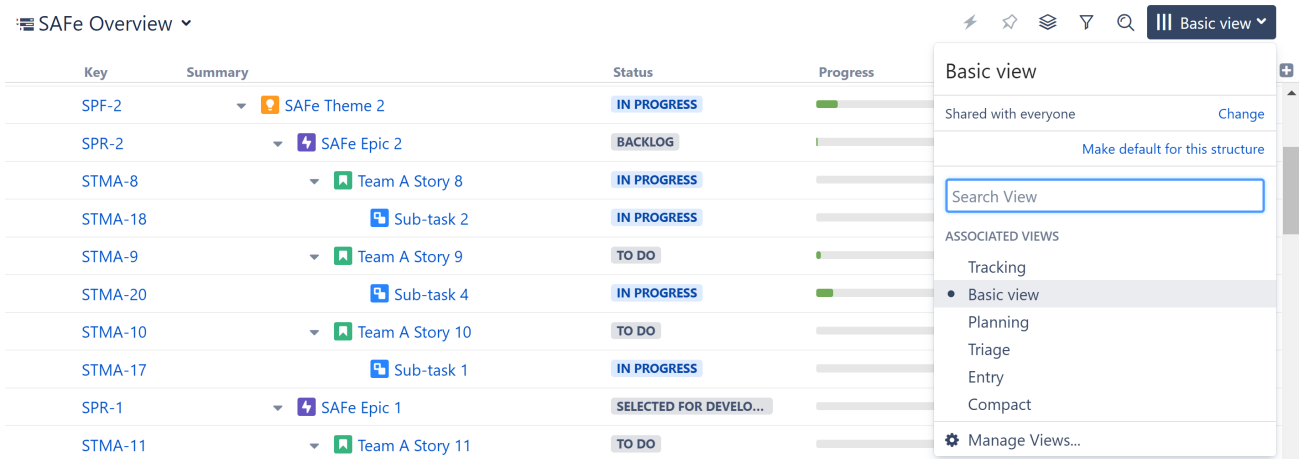 SAFe Overview
Basic view
Key Summary Status Progress
SPF-2 SAFe Theme 2 IN PROGRESS
SPR-2 SAFe Epic 2 BACKLOG
STMA-8 Team A Story 8 IN PROGRESS
STMA-18 Sub-task 2 IN PROGRESS
STMA-9 Team A Story 9 TO DO
STMA-20 Sub-task 4 IN PROGRESS
STMA-10 Team A Story 10 TO DO
STMA-17 Sub-task 1 IN PROGRESS
SPR-1 SAFe Epic 1 SELECTED FOR DEVELO...
STMA-11 Team A Story 11 TO DO
Basic view
Shared with everyone Change
Make default for this structure
Search View
ASSOCIATED VIEWS
Tracking
Basic view
Planning
Triage
Entry
Compact
Manage Views...